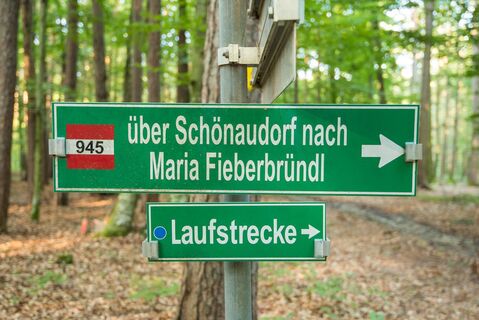 945
über Schönaudorf nach
Maria Fieberbründl
Laufstrecke